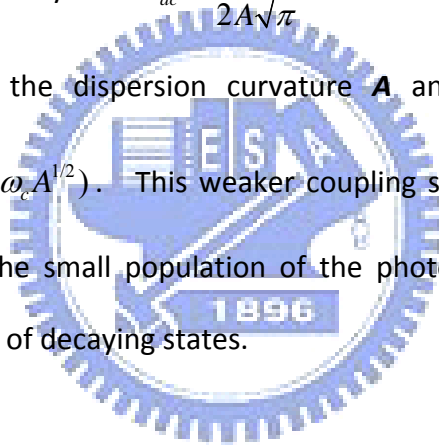 2A√π
the dispersion curvature A an
ω_c A^{1/2}). This weaker coupling s
he small population of the phot
of decaying states.
E S A
1896